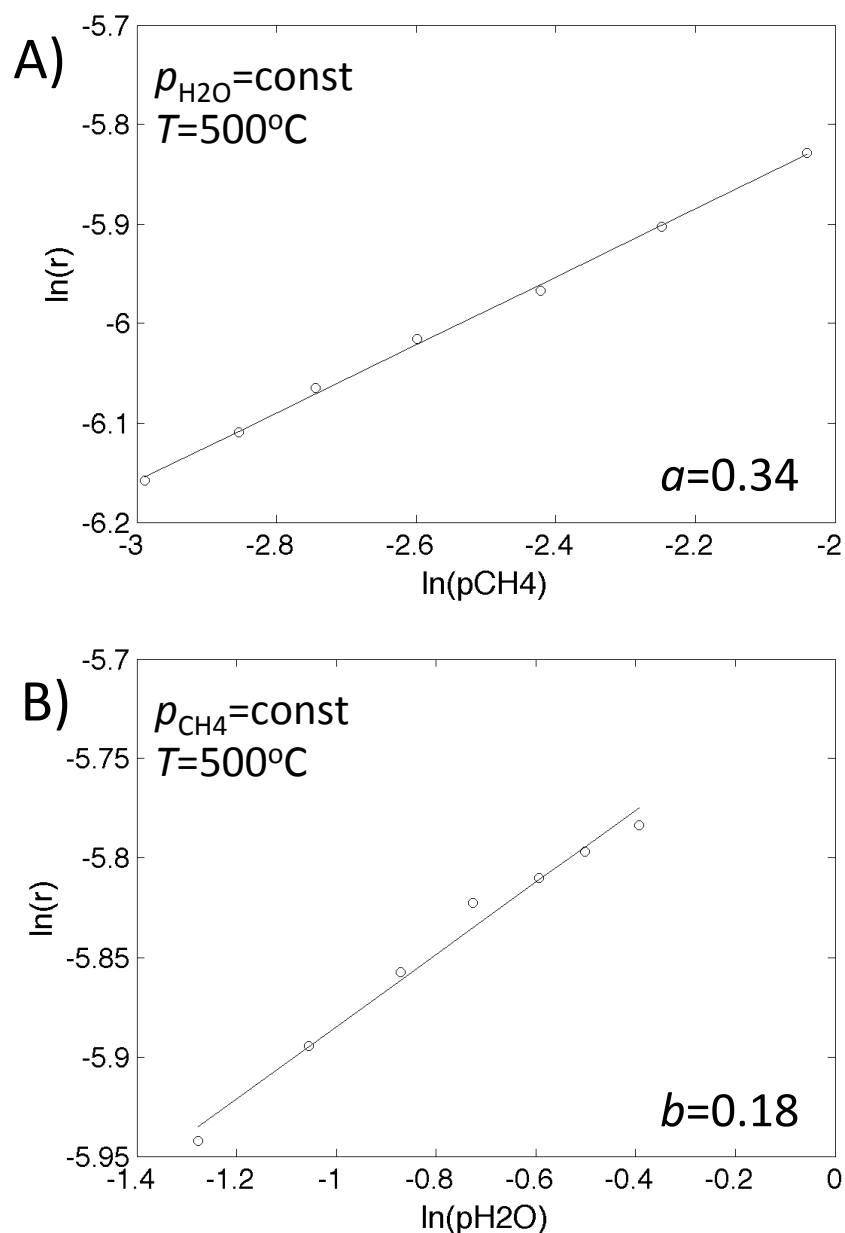 A)
pH2O=const
T=500oC
-5.7
-5.8
-5.9
-6
-6.1
-6.2
ln(r)
a=0.34
-3 -2.8 -2.6 -2.4 -2.2 -2
ln(pCH4)
B)
pCH4=const
T=500oC
-5.7
-5.75
-5.8
-5.85
-5.9
-5.95
ln(r)
b=0.18
-1.4 -1.2 -1 -0.8 -0.6 -0.4 -0.2 0
ln(pH2O)